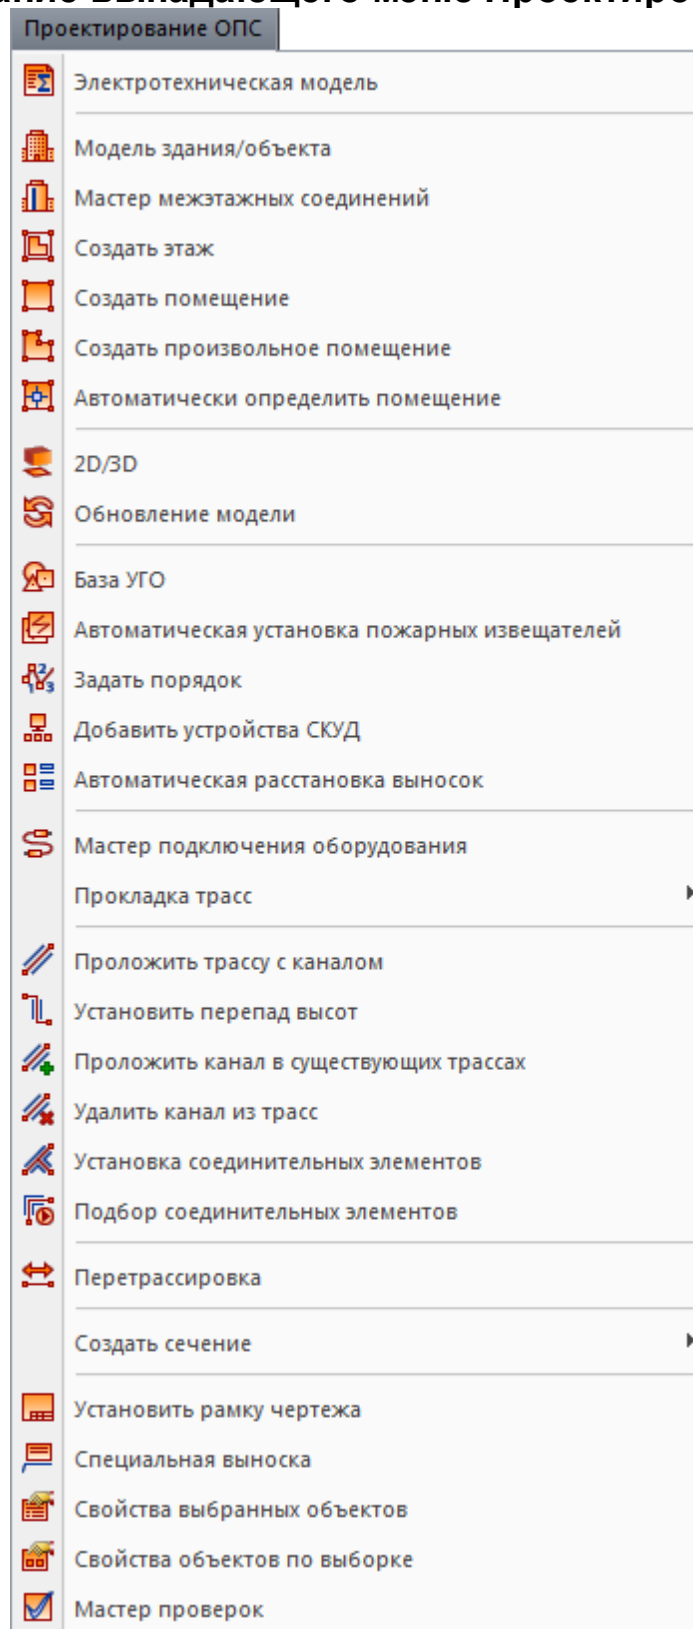 выпадающего меню
Проектирование ОПС
Электротехническая модель
Модель здания/объекта
Мастер межэтажных соединений
Создать этаж
Создать помещение
Создать произвольное помещение
Автоматически определить помещение
2D/3D
Обновление модели
База УГО
Автоматическая установка пожарных извещателей
Задать порядок
Добавить устройства СКУД
Автоматическая расстановка выносок
Мастер подключения оборудования
Прокладка трасс
Проложить трассу с каналом
Установить перепад высот
Проложить канал в существующих трассах
Удалить канал из трасс
Установка соединительных элементов
Подбор соединительных элементов
Перетрассировка
Создать сечение
Установить рамку чертежа
Специальная выноска
Свойства выбранных объектов
Свойства объектов по выборке
Мастер проверок